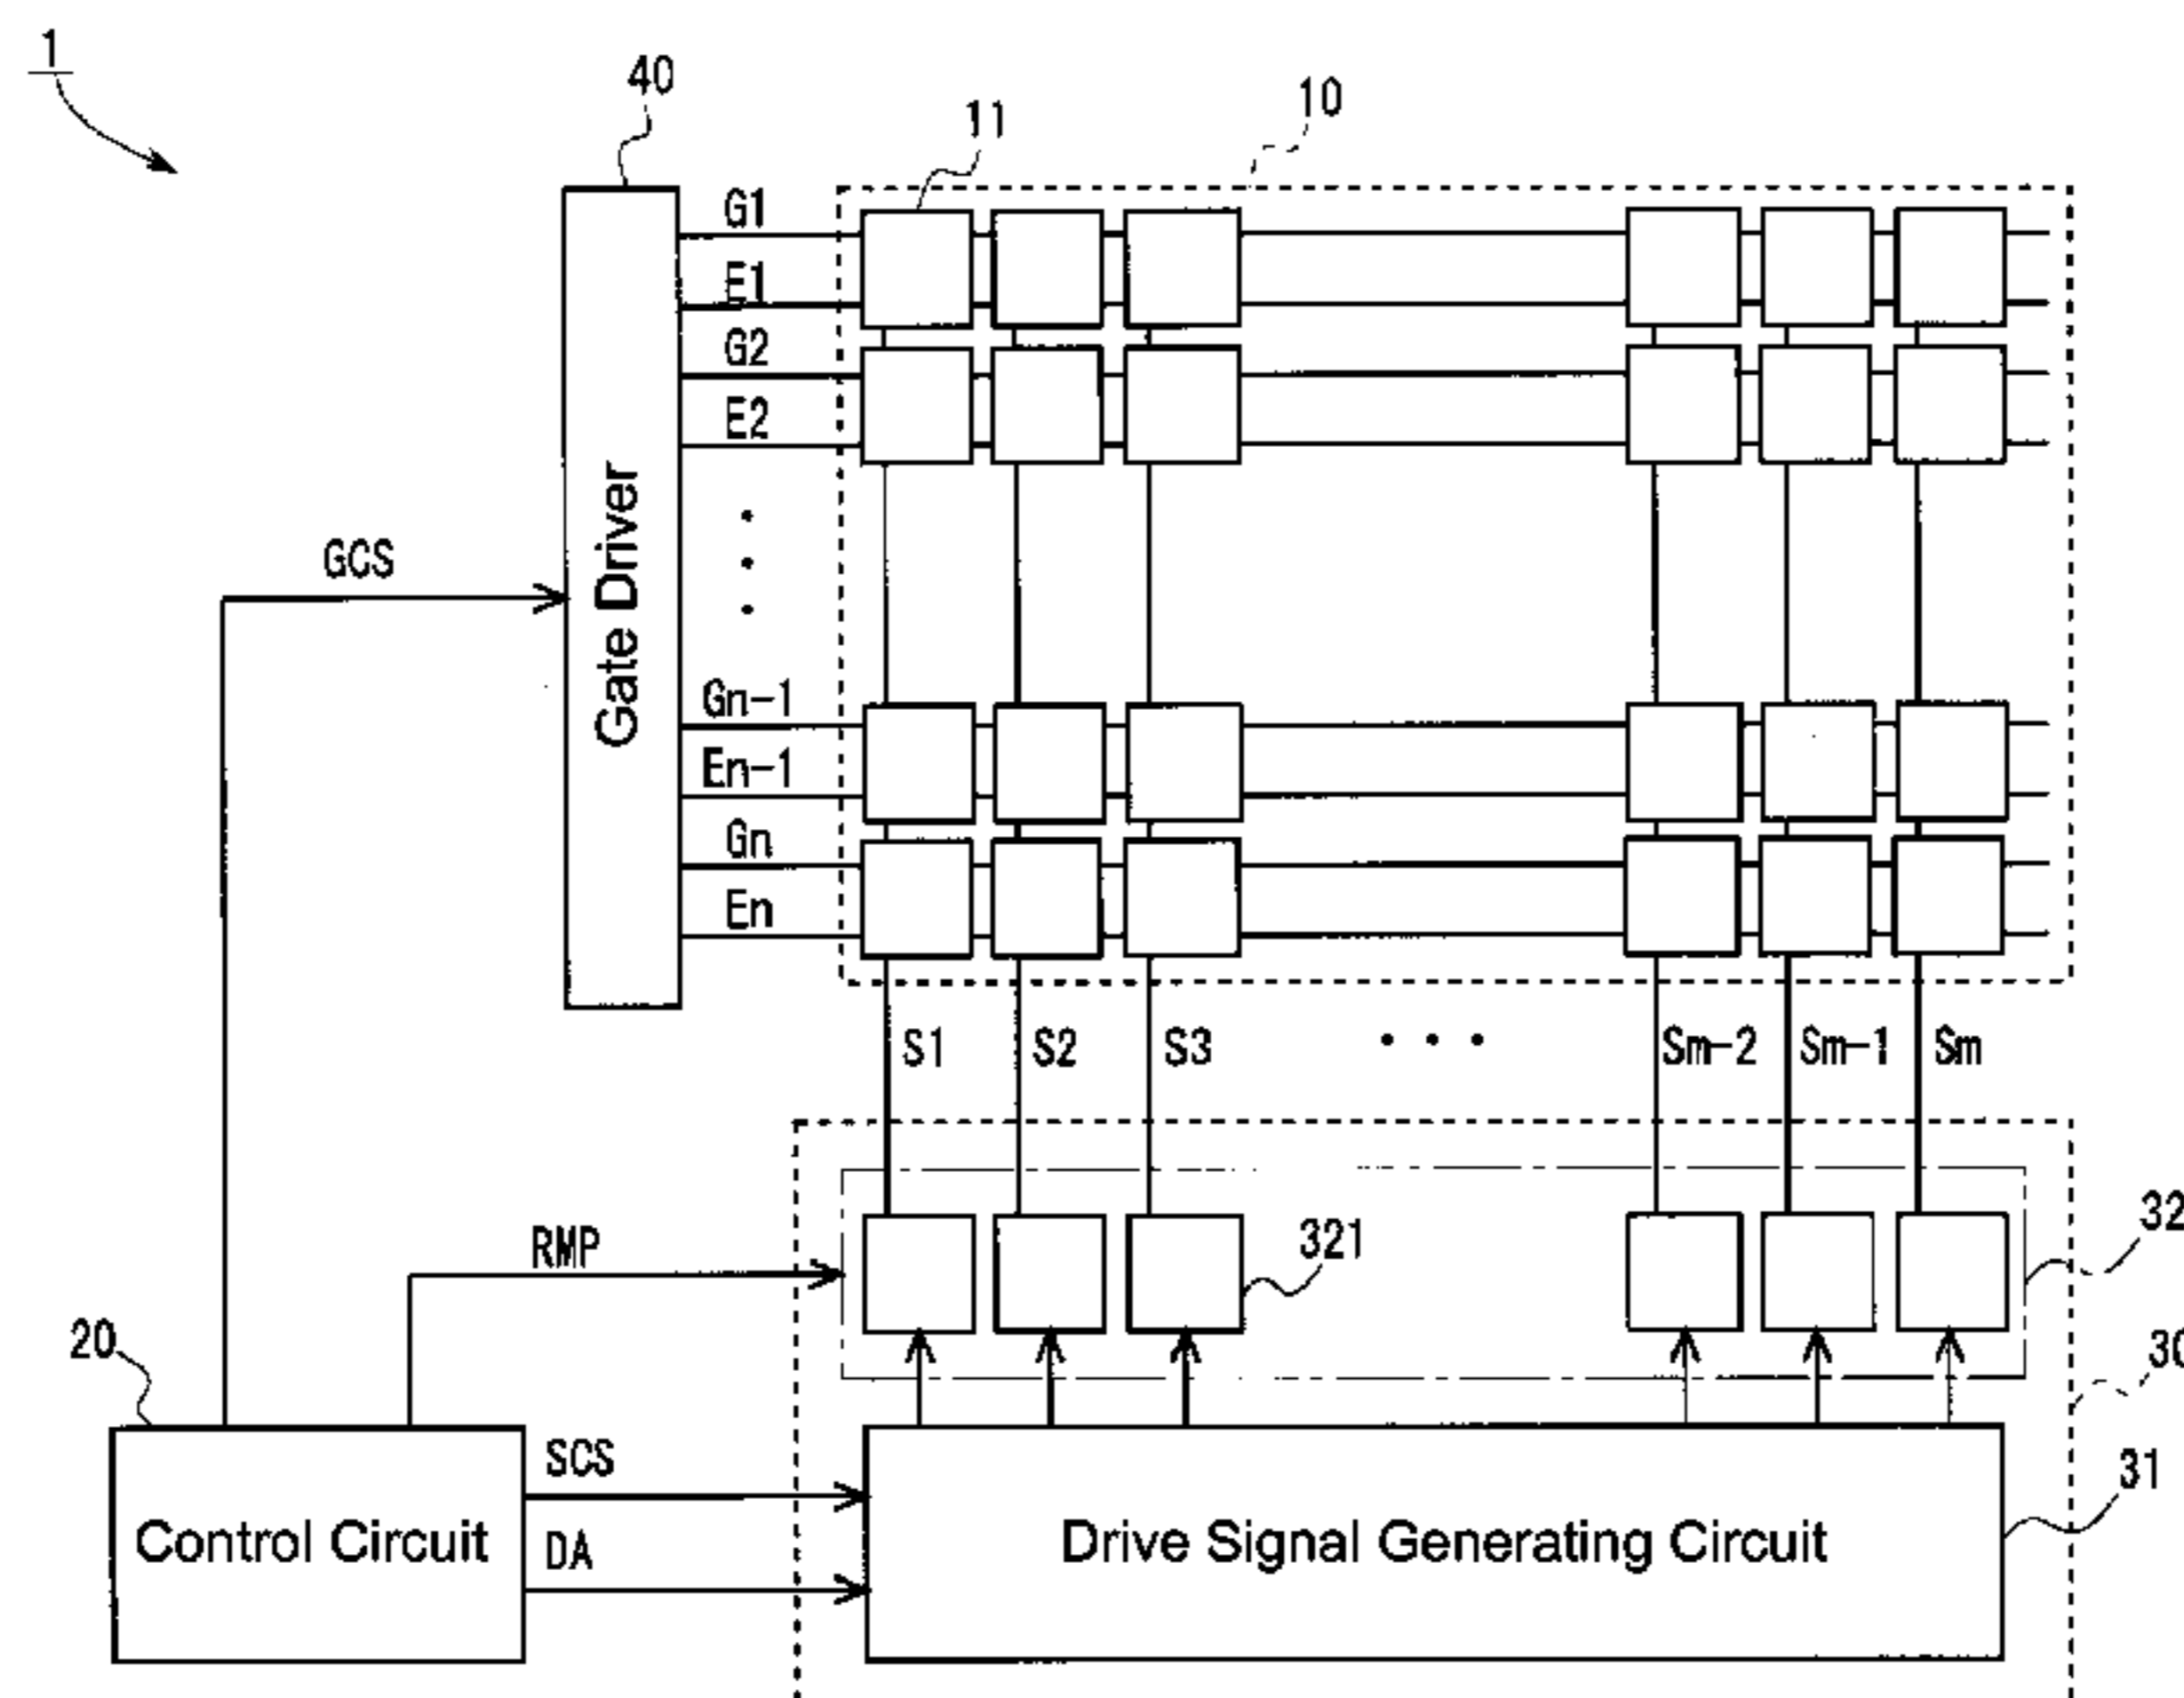 1
40
11
10
G1
E1
G2
E2
GCS
Gate Driver
Gn-1
En-1
Gn
En
S1 S2 S3 Sm-2 Sm-1 Sm
RMP
321
32
20
30
SCS
31
Control Circuit
DA
Drive Signal Generating Circuit